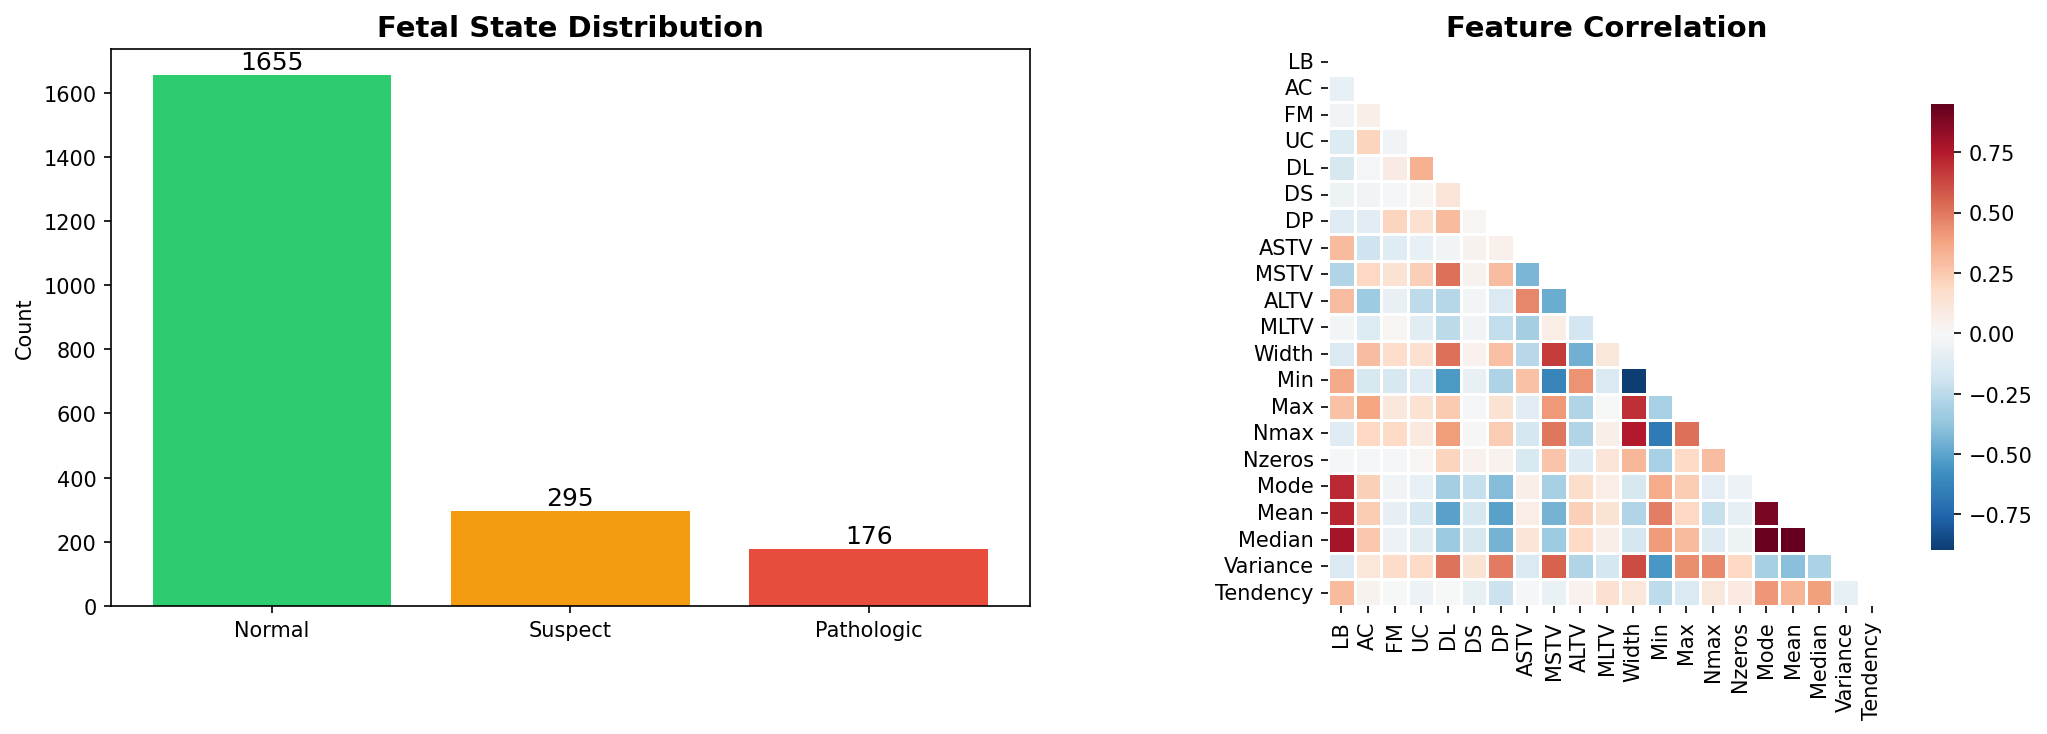 Fetal State Distribution
1655
295
176
Count
1600
1400
1200
1000
800
600
400
200
0
Normal
Suspect
Pathologic
Feature Correlation
LB
AC
FM
UC
DL
DS
DP
ASTV
MSTV
ALTV
MLTV
Width
Min
Max
Nmax
Nzeros
Mode
Mean
Median
Variance
Tendency
LB
AC
FM
UC
DL
DS
DP
ASTV
MSTV
ALTV
MLTV
Width
Min
Max
Nmax
Nzeros
Mode
Mean
Median
Variance
Tendency
0.75
0.50
0.25
0.00
−0.25
−0.50
−0.75